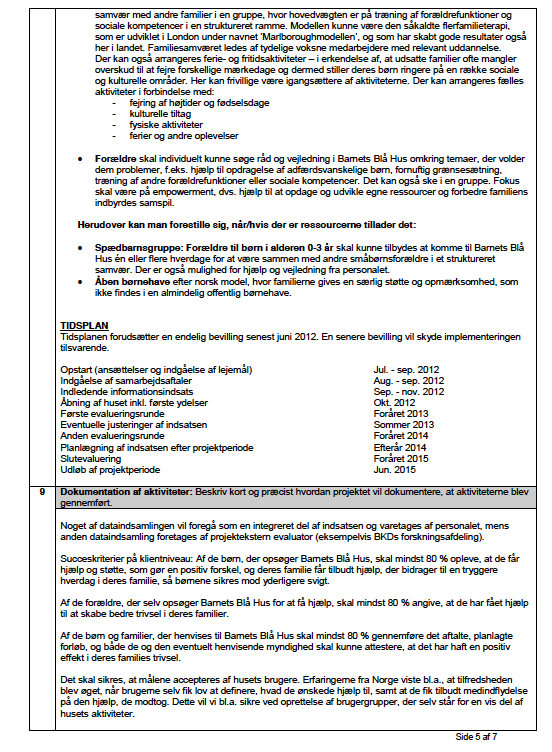 samvær med andre familier i en gruppe, hvor hovedvægten er på træning af forældrefunktioner og
sociale kompetencer i en struktureret ramme. Modellen kunne være den såkaldte flerfamilieterapi,
som er udviklet i London under navnet 'Marlboroughmodellen', og som har skabt gode resultater også
her i landet. Familiesamværet ledes af tydelige voksne medarbejdere med relevant uddannelse.
Der kan også arrangeres ferie- og fritidsaktiviteter – i erkendelse af, at udsatte familier ofte mangler
overskud til at fejre forskellige mærkedage og dermed stiller deres børn ringere på en række sociale
og kulturelle områder. Her kan frivillige være igangsættere af aktiviteterne. Der kan arrangeres fælles
aktiviteter i forbindelse med:
- fejring af højtider og fødselsdage
- kulturelle tiltag
- fysiske aktiviteter
- ferier og andre oplevelser
• Forældre skal individuelt kunne søge råd og vejledning i Barnets Blå Hus omkring temaer, der volder
dem problemer, f.eks. hjælp til opdragelse af adfærdsvanskelige børn, fornuftig grænsesætning,
træning af andre forældrefunktioner eller sociale kompetencer. Det kan også ske i en gruppe. Fokus
skal være på empowerment, dvs. hjælp til at opdage og udvikle egne ressourcer og forbedre familiens
indbyrdes samspil.
Herudover kan man forestille sig, når/hvis der er ressourcerne tillader det:
• Spædbarnsgruppe: Forældre til børn i alderen 0-3 år skal kunne tilbydes at komme til Barnets Blå
Hus én eller flere hverdage for at være sammen med andre småbørnsforældre i et struktureret
samvær. Der er også mulighed for hjælp og vejledning fra personalet.
• Åben børnehave efter norsk model, hvor familierne gives en særlig støtte og opmærksomhed, som
ikke findes i en almindelig offentlig børnehave.
TIDSPLAN
Tidsplanen forudsætter en endelig bevilling senest juni 2012. En senere bevilling vil skyde implementeringen
tilsvarende.
Opstart (ansættelser og indgåelse af lejemål) Jul. - sep. 2012
Indgåelse af samarbejdsaftaler Aug. - sep. 2012
Indledende informationsindsats Sep. - nov. 2012
Åbning af huset inkl. første ydelser Okt. 2012
Første evalueringsrunde Foråret 2013
Eventuelle justeringer af indsatsen Sommer 2013
Anden evalueringsrunde Foråret 2014
Planlægning af indsatsen efter projektperiode Efterår 2014
Slutevaluering Foråret 2015
Udløb af projektperiode Jun. 2015
9 Dokumentation af aktiviteter: Beskriv kort og præcist hvordan projektet vil dokumentere, at aktiviteterne blev
gennemført.
Noget af dataindsamlingen vil foregå som en integreret del af indsatsen og varetages af personalet, mens
anden dataindsamling foretages af projektekstern evaluator (eksempelvis BKDs forskningsafdeling).
Succeskriterier på klientniveau: Af de børn, der opsøger Barnets Blå Hus, skal mindst 80 % opleve, at de får
hjælp og støtte, som gør en positiv forskel, og deres familie får tilbudt hjælp, der bidrager til en tryggere
hverdag i deres familie, så børnene sikres mod yderligere svigt.
Af de forældre, der selv opsøger Barnets Blå Hus for at få hjælp, skal mindst 80 % angive, at de har fået hjælp
til at skabe bedre trivsel i deres familier.
Af de børn og familier, der henvises til Barnets Blå Hus skal mindst 80 % gennemføre det aftalte, planlagte
forløb, og både de og den eventuelt henvisende myndighed skal kunne attestere, at det har haft en positiv
effekt i deres families trivsel.
Det skal sikres, at målene accepteres af husets brugere. Erfaringerne fra Norge viste bl.a., at tilfredsheden
blev øget, når brugerne selv fik lov at definere, hvad de ønskede hjælp til, samt at de fik tilbudt medindflydelse
på den hjælp, de modtog. Dette vil vi bl.a. sikre ved oprettelse af brugergrupper, der selv står for en vis del af
husets aktiviteter.
Side 5 af 7